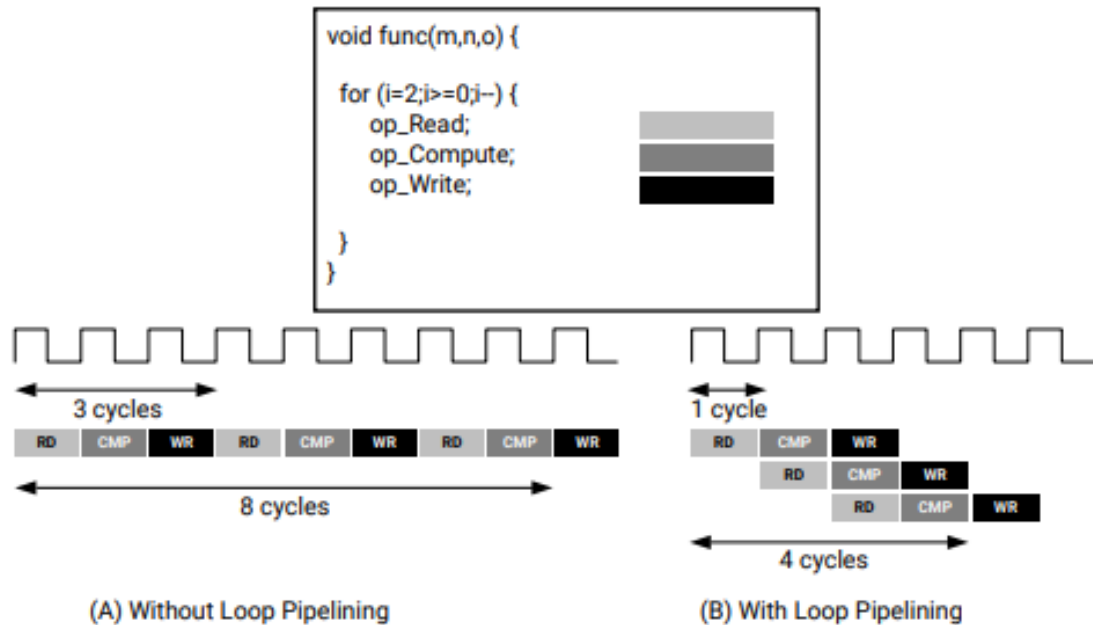 void func(m,n,o) {
for (i=2;i>=0;i--) {
op_Read;
op_Compute;
op_Write;
}
}
3 cycles
RD CMP WR RD CMP WR RD CMP WR
8 cycles
(A) Without Loop Pipelining
1 cycle
RD CMP WR
RD CMP WR
RD CMP WR
4 cycles
(B) With Loop Pipelining